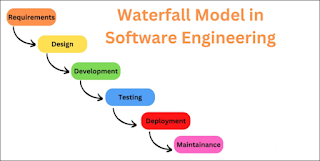 Waterfall Model in
Software Engineering
Requirements
Design
Development
Testing
Deployment
Maintainance